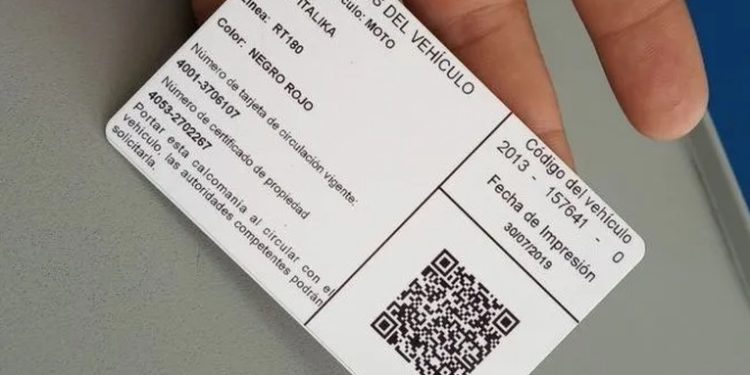 S DEL VEHÍCULO
ITALIKA
culo: MOTO
ínea: RT180
Color: NEGRO ROJO
Número de tarjeta de circulación vigente:
4001-3706107
Número de certificado de propiedad
4053-2702267
Portar esta calcomanía al circular con el
vehículo, las autoridades competentes podrán
solicitarla.
Código del vehículo
2013 - 157641 - 0
Fecha de Impresión
30/07/2019